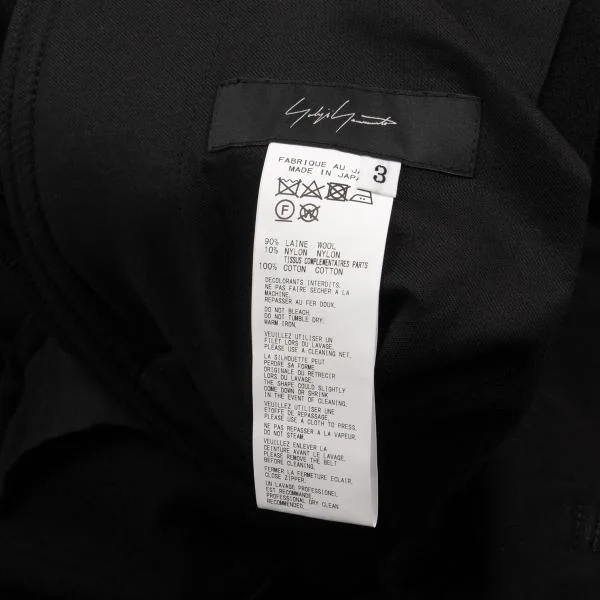 Yohji Yamamoto
FABRIQUE AU JA
MADE IN JAPA
3
F
W
90% LAINE WOOL
10% NYLON NYLON
TISSUS COMPLEMENTAIRES PARTS
100% COTON COTTON
DECOLORANTS INTERDITS.
NE PAS FAIRE SECHER A LA
MACHINE.
REPASSER AU FER DOUX.
DO NOT BLEACH.
DO NOT TUMBLE DRY.
WARM IRON.
VEUILLEZ UTILISER UN
FILET LORS DU LAVAGE.
PLEASE USE A CLEANING NET.
LA SILHOUETTE PEUT
PERDRE SA FORME
ORIGINALE OU RETRECIR
LORS DU LAVAGE.
THE SHAPE COULD SLIGHTLY
COME DOWN OR SHRINK
IN THE EVENT OF CLEANING.
VEUILLEZ UTILISER UNE
ETOFFE DE REPASSAGE.
PLEASE USE A CLOTH TO PRESS.
NE PAS REPASSER A LA VAPEUR.
DO NOT STEAM.
VEUILLEZ ENLEVER LA
CEINTURE AVANT LE LAVAGE.
PLEASE REMOVE THE BELT
BEFORE CLEANING.
FERMER LA FERMETURE ECLAIR.
CLOSE ZIPPER.
UN LAVAGE PROFESSIONEL
EST RECOMMANDE.
PROFESSIONAL DRY CLEAN
RECOMMENDED.